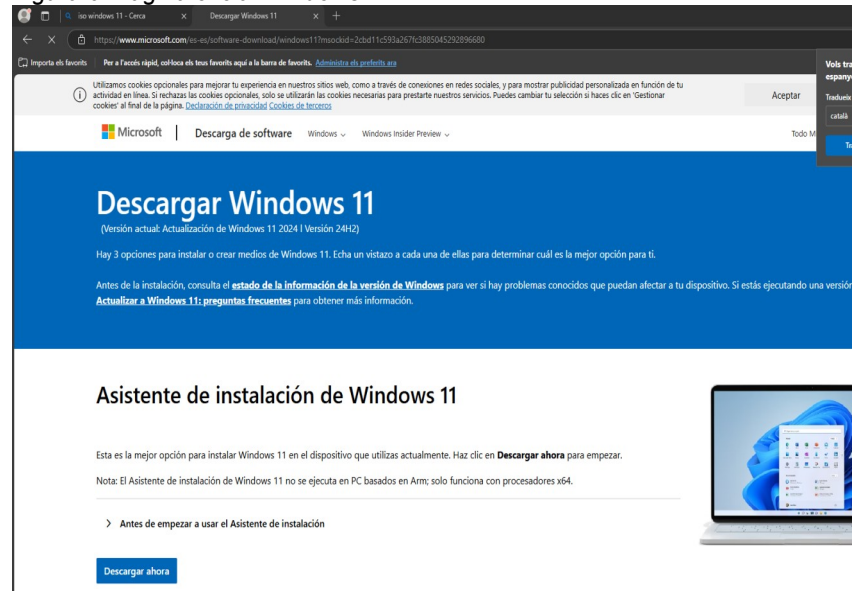 iso windows 11 - Cerca
Descargar Windows 11
https://www.microsoft.com/es-es/software-download/windows11?msockid=2cbd11c593a267fc3885045292896680
Importa els favorits
Per a l'accés ràpid, col·loca els teus favorits aquí a la barra de favorits. Administra els preferits ara
Vols tra
espany
Tradueix
català
Tra
Utilizamos cookies opcionales para mejorar tu experiencia en nuestros sitios web, como a través de conexiones en redes sociales, y para mostrar publicidad personalizada en función de tu
actividad en línea. Si rechazas las cookies opcionales, solo se utilizarán las cookies necesarias para prestarte nuestros servicios. Puedes cambiar tu selección si haces clic en 'Gestionar
cookies' al final de la página. Declaración de privacidad Cookies de terceros
Aceptar
Microsoft
Descarga de software
Windows
Windows Insider Preview
Todo M
Descargar Windows 11
(Versión actual: Actualización de Windows 11 2024 l Versión 24H2)
Hay 3 opciones para instalar o crear medios de Windows 11. Echa un vistazo a cada una de ellas para determinar cuál es la mejor opción para ti.
Antes de la instalación, consulta el estado de la información de la versión de Windows para ver si hay problemas conocidos que puedan afectar a tu dispositivo. Si estás ejecutando una versión
Actualizar a Windows 11: preguntas frecuentes para obtener más información.
Asistente de instalación de Windows 11
Esta es la mejor opción para instalar Windows 11 en el dispositivo que utilizas actualmente. Haz clic en Descargar ahora para empezar.
Nota: El Asistente de instalación de Windows 11 no se ejecuta en PC basados en Arm; solo funciona con procesadores x64.
Antes de empezar a usar el Asistente de instalación
Descargar ahora